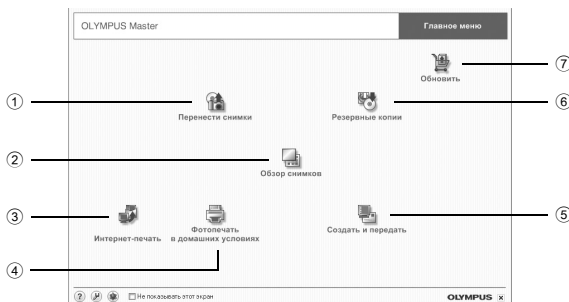 OLYMPUS Master
Главное меню
⑦
Обновить
①
Перенести снимки
⑥
Резервные копии
②
Обзор снимков
③
Интернет-печать
Фотопечать
в домашних условиях
④
⑤
Создать и передать
?
Не показывать этот экран
OLYMPUS
x